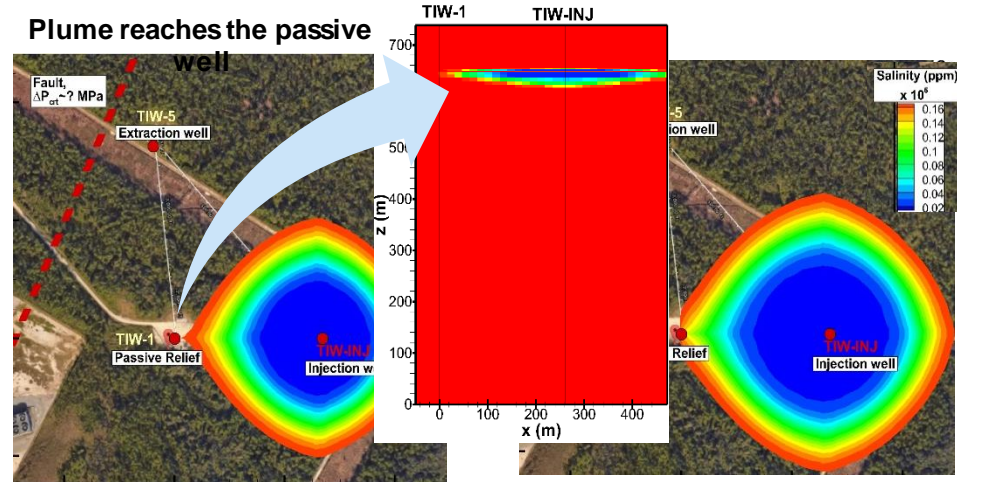 Plume reaches the passive
well
Fault,
ΔPcrt~? MPa
TIW-5
Extraction well
TIW-1
Passive Relief
TIW-INJ
Injection we
TIW-1
TIW-INJ
700
500
400
300
200
100
0
z (m)
0
100
200
300
400
x (m)
-5
ion well
Relief
TIW-INJ
Injection well
Salinity (ppm)
x 10⁵
0.16
0.14
0.12
0.1
0.08
0.06
0.04
0.02